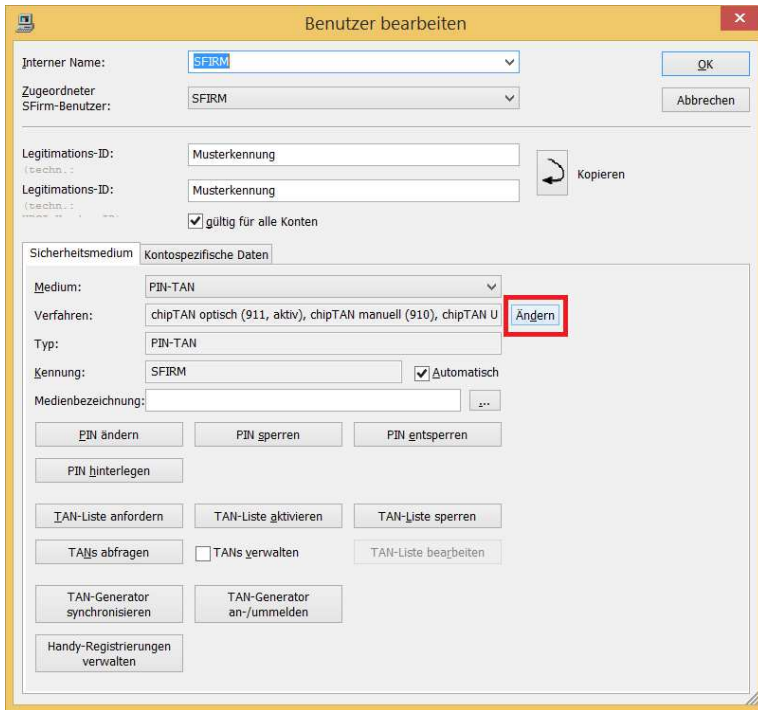 Benutzer bearbeiten
Interner Name:
SFIRM
OK
Zugeordneter
SFirm-Benutzer:
SFIRM
Abbrechen
Legitimations-ID:
Musterkennung
(techn.:
Kopieren
Legitimations-ID:
Musterkennung
(techn.:
gültig für alle Konten
Sicherheitsmedium
Kontospezifische Daten
Medium:
PIN-TAN
Verfahren:
chipTAN optisch (911, aktiv), chipTAN manuell (910), chipTAN U
Ändern
Typ:
PIN-TAN
Kennung:
SFIRM
Automatisch
Medienbezeichnung:
...
PIN ändern
PIN sperren
PIN entsperren
PIN hinterlegen
TAN-Liste anfordern
TAN-Liste aktivieren
TAN-Liste sperren
TANs abfragen
TANs verwalten
TAN-Liste bearbeiten
TAN-Generator
synchronisieren
TAN-Generator
an-/ummelden
Handy-Registrierungen
verwalten